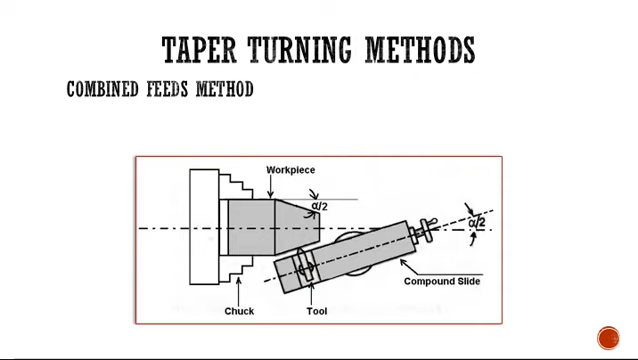 TAPER TURNING METHODS
COMBINED FEEDS METHOD
Workpiece
α/2
α/2
Compound Slide
Chuck
Tool